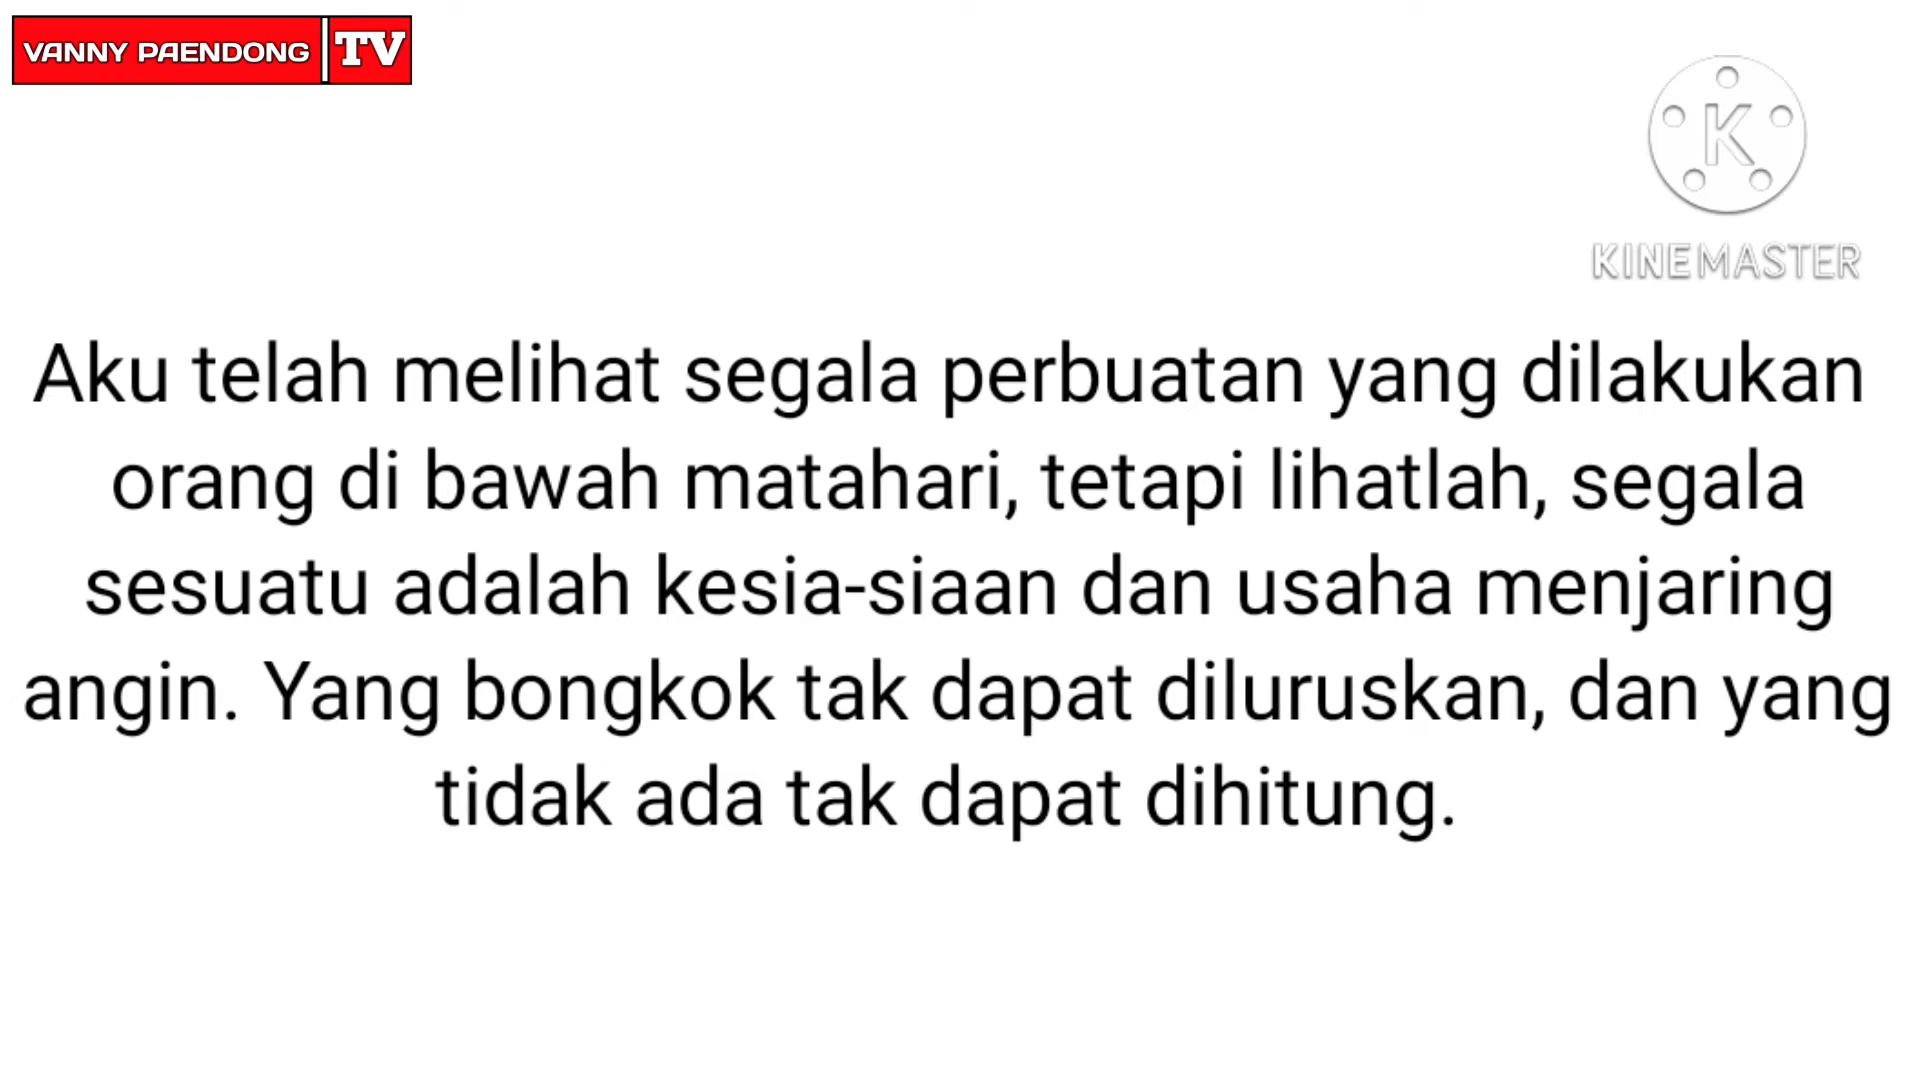 VANNY PAENDONG TV
KINEMASTER
Aku telah melihat segala perbuatan yang dilakukan
orang di bawah matahari, tetapi lihatlah, segala
sesuatu adalah kesia-siaan dan usaha menjaring
angin. Yang bongkok tak dapat diluruskan, dan yang
tidak ada tak dapat dihitung.